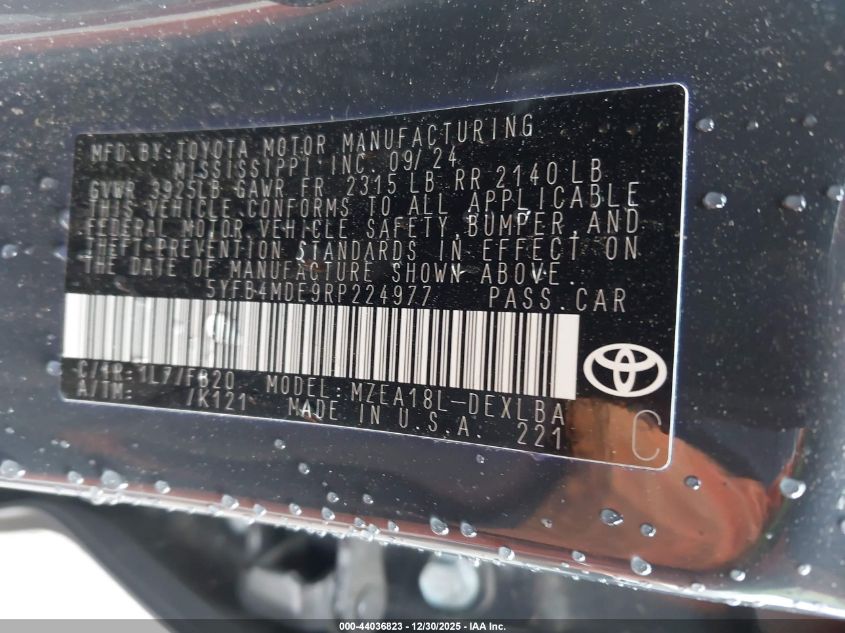 MFD. BY: TOYOTA MOTOR MANUFACTURING
MISSISSIPPI, INC. 09/24
GVWR 3925LB GAWR FR 2315 LB RR 2140 LB
THIS VEHICLE CONFORMS TO ALL APPLICABLE
FEDERAL MOTOR VEHICLE SAFETY, BUMPER, AND
THEFT-PREVENTION STANDARDS IN EFFECT ON
THE DATE OF MANUFACTURE SHOWN ABOVE.
5YFB4MDE9RP224977 PASS. CAR
C/TR: 1L7/FB20 MODEL: MZEA18L-DEXLBA
A/TM: /K121 MADE IN U.S.A. 221
C
000-44036823 - 12/30/2025 - IAA Inc.